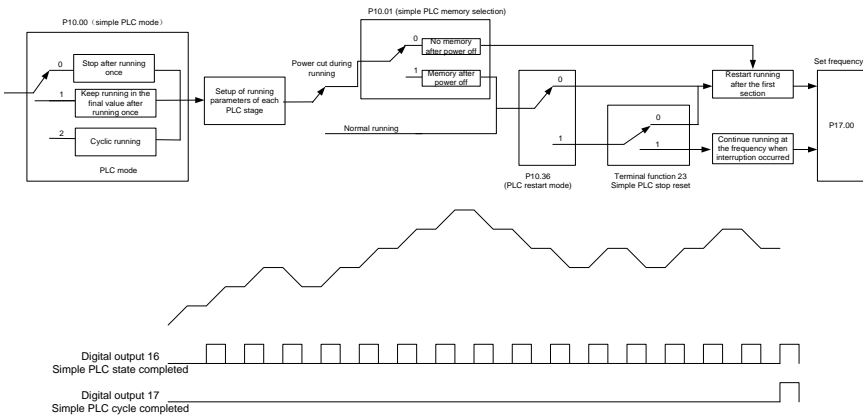 P10.00（simple PLC mode）
0
Stop after running
once
1
Keep running in the
final value after
running once
2
Cyclic running
PLC mode
Setup of running
parameters of each
PLC stage
Power cut during
running
Normal running
P10.01 (simple PLC memory selection)
0
No memory
after power off
1
Memory after
power off
0
1
P10.36
(PLC restart mode)
0
1
Terminal function 23
Simple PLC stop reset
Restart running
after the first
section
Continue running at
the frequency when
interruption occurred
Set frequency
P17.00
Digital output 16
Simple PLC state completed
Digital output 17
Simple PLC cycle completed